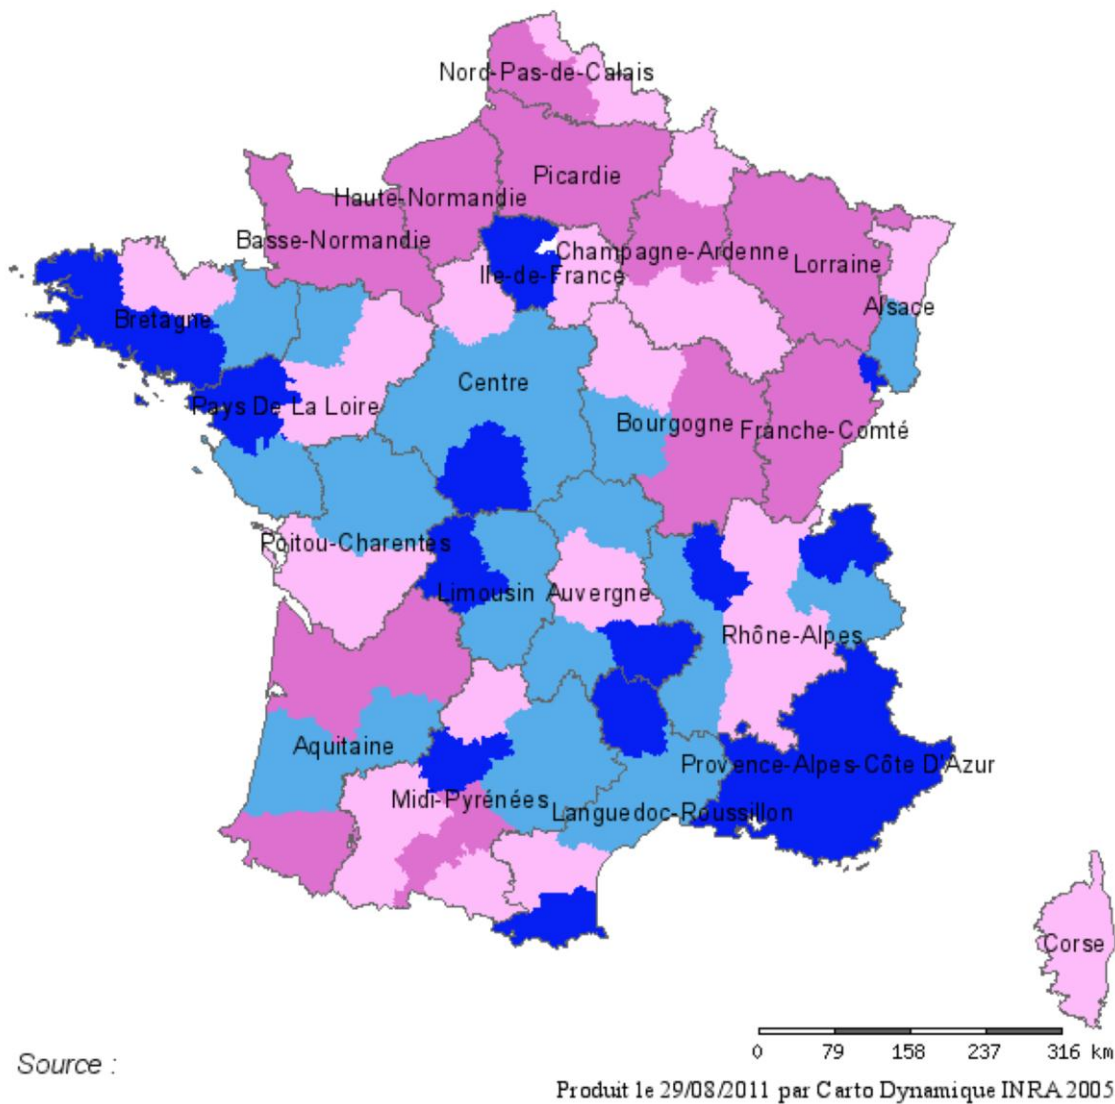 Nord-Pas-de-Calais
Picardie
Haute-Normandie
Basse-Normandie
Champagne-Ardenne
Ile-de-France
Lorraine
Alsace
Bretagne
Centre
Pays De La Loire
Bourgogne
Franche-Comté
Poitou-Charentes
Limousin
Auvergne
Rhône-Alpes
Aquitaine
Provence-Alpes-Côte D'Azur
Midi-Pyrénées
Languedoc-Roussillon
Corse
0 79 158 237 316 km
Source :
Produit le 29/08/2011 par Carto Dynamique INRA 2005